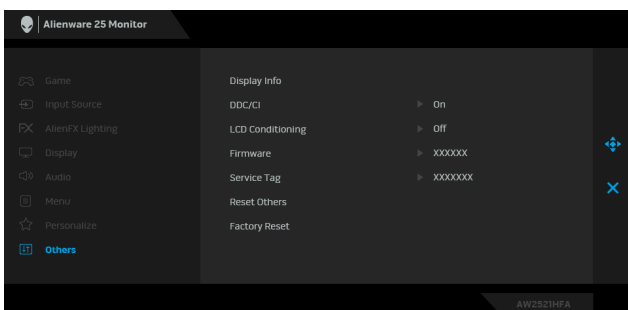 Alienware 25 Monitor
Game
Input Source
AlienFX Lighting
Display
Audio
Menu
Personalize
Others
Display Info
DDC/CI On
LCD Conditioning Off
Firmware XXXXXX
Service Tag XXXXXXX
Reset Others
Factory Reset
AW2521HFA